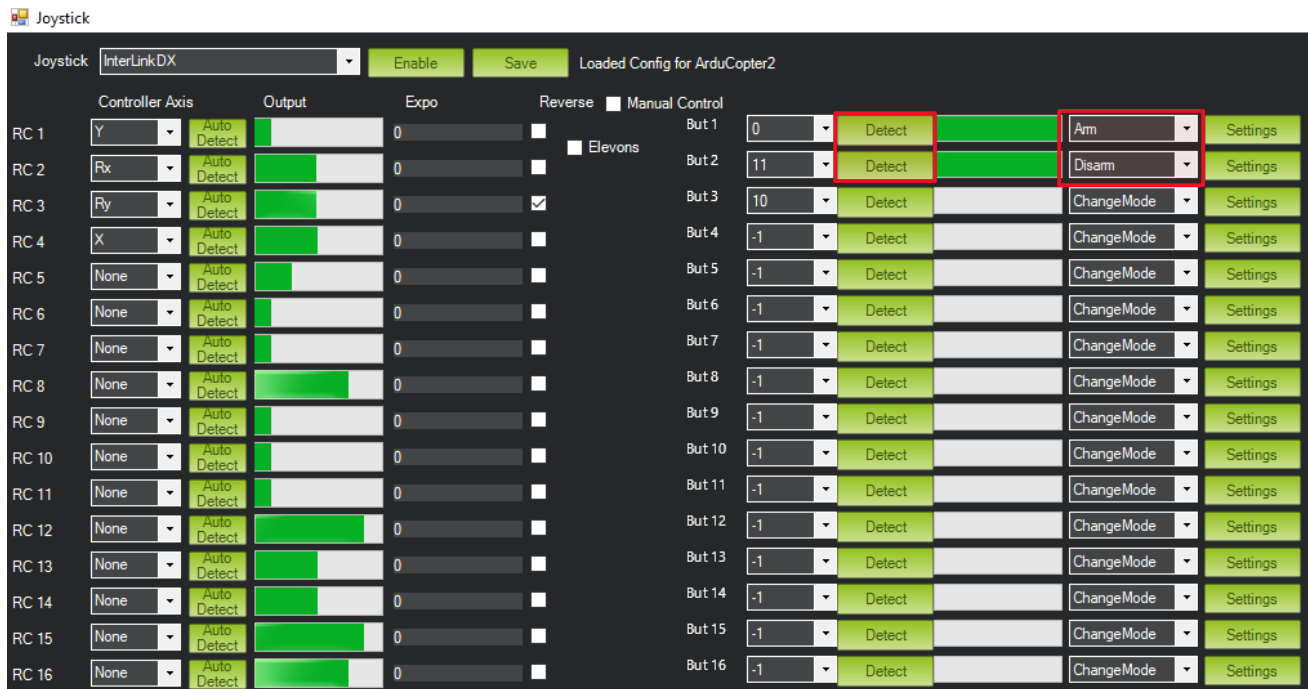 Joystick
Joystick InterLinkDX Enable Save Loaded Config for ArduCopter2
Controller Axis Output Expo Reverse Manual Control
Elevons
RC 1 Y Auto Detect 0 But 1 0 Detect Arm Settings
RC 2 Rx Auto Detect 0 But 2 11 Detect Disarm Settings
RC 3 Ry Auto Detect 0 But 3 10 Detect ChangeMode Settings
RC 4 X Auto Detect 0 But 4 -1 Detect ChangeMode Settings
RC 5 None Auto Detect 0 But 5 -1 Detect ChangeMode Settings
RC 6 None Auto Detect 0 But 6 -1 Detect ChangeMode Settings
RC 7 None Auto Detect 0 But 7 -1 Detect ChangeMode Settings
RC 8 None Auto Detect 0 But 8 -1 Detect ChangeMode Settings
RC 9 None Auto Detect 0 But 9 -1 Detect ChangeMode Settings
RC 10 None Auto Detect 0 But 10 -1 Detect ChangeMode Settings
RC 11 None Auto Detect 0 But 11 -1 Detect ChangeMode Settings
RC 12 None Auto Detect 0 But 12 -1 Detect ChangeMode Settings
RC 13 None Auto Detect 0 But 13 -1 Detect ChangeMode Settings
RC 14 None Auto Detect 0 But 14 -1 Detect ChangeMode Settings
RC 15 None Auto Detect 0 But 15 -1 Detect ChangeMode Settings
RC 16 None Auto Detect 0 But 16 -1 Detect ChangeMode Settings